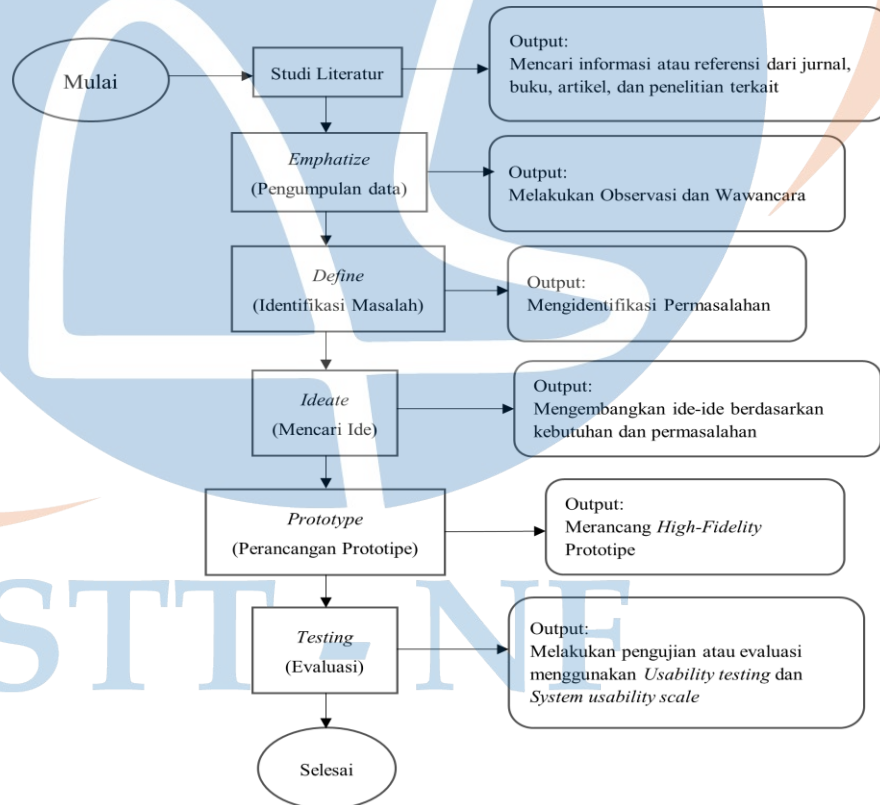 Mulai
Studi Literatur
Output:
Mencari informasi atau referensi dari jurnal,
buku, artikel, dan penelitian terkait
Emphatize
(Pengumpulan data)
Output:
Melakukan Observasi dan Wawancara
Define
(Identifikasi Masalah)
Output:
Mengidentifikasi Permasalahan
Ideate
(Mencari Ide)
Output:
Mengembangkan ide-ide berdasarkan
kebutuhan dan permasalahan
Prototype
(Perancangan Prototipe)
Output:
Merancang High-Fidelity
Prototipe
Testing
(Evaluasi)
Output:
Melakukan pengujian atau evaluasi
menggunakan Usability testing dan
System usability scale
Selesai
STT - NF